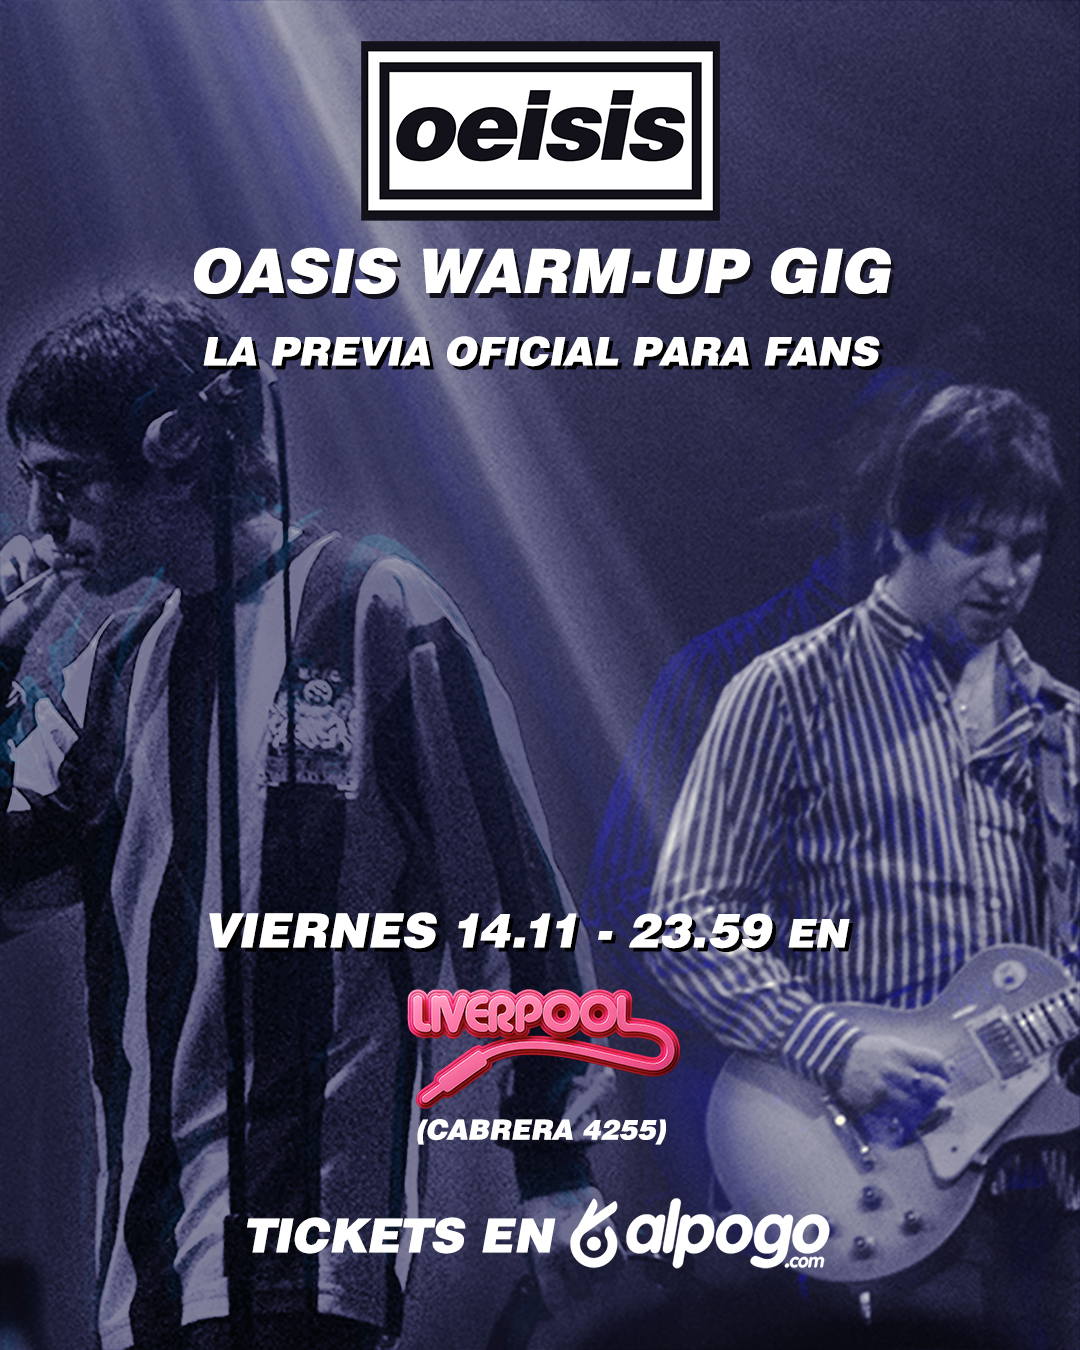 oeisis
OASIS WARM-UP GIG
LA PREVIA OFICIAL PARA FANS
VIERNES 14.11 - 23.59 EN
LIVERPOOL
(CABRERA 4255)
TICKETS EN alpogo
.com